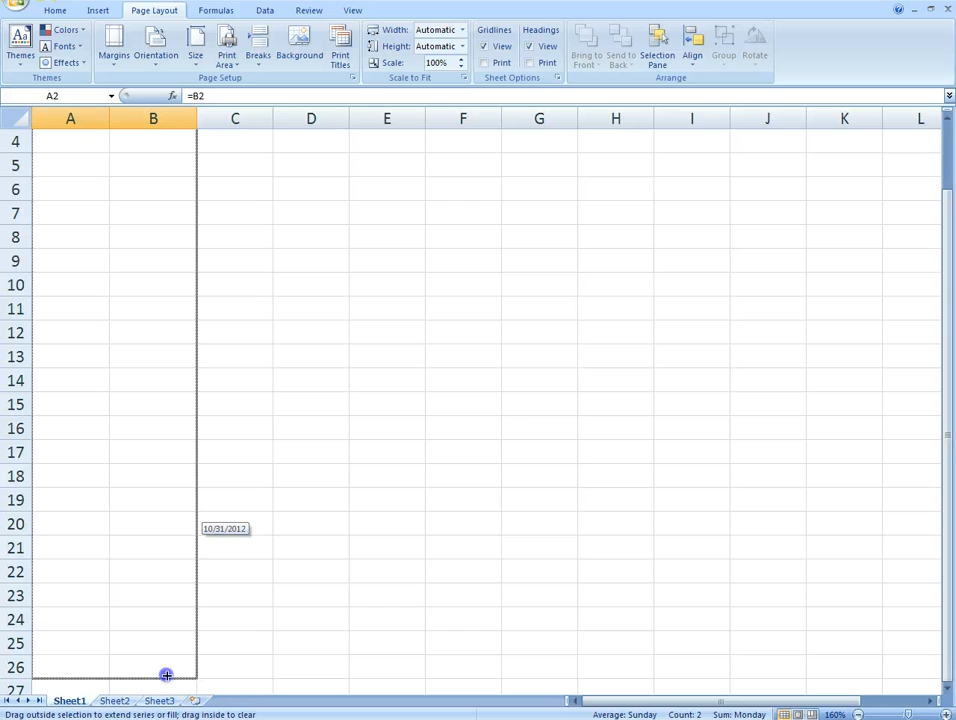 Home Insert Page Layout Formulas Data Review View
Aa Colors Width: Automatic Gridlines Headings
Fonts Height: Automatic View View
Themes Effects Margins Orientation Size Print Area Breaks Background Print Titles Scale: 100% Print Print Bring to Front Send to Back Selection Pane Align Group Rotate
Themes Page Setup Scale to Fit Sheet Options Arrange
A2 fx =B2
A B C D E F G H I J K L
4
5
6
7
8
9
10
11
12
13
14
15
16
17
18
19
20 10/31/2012
21
22
23
24
25
26
27
Sheet1 Sheet2 Sheet3
Drag outside selection to extend series or fill; drag inside to clear Average: Sunday Count: 2 Sum: Monday 160%